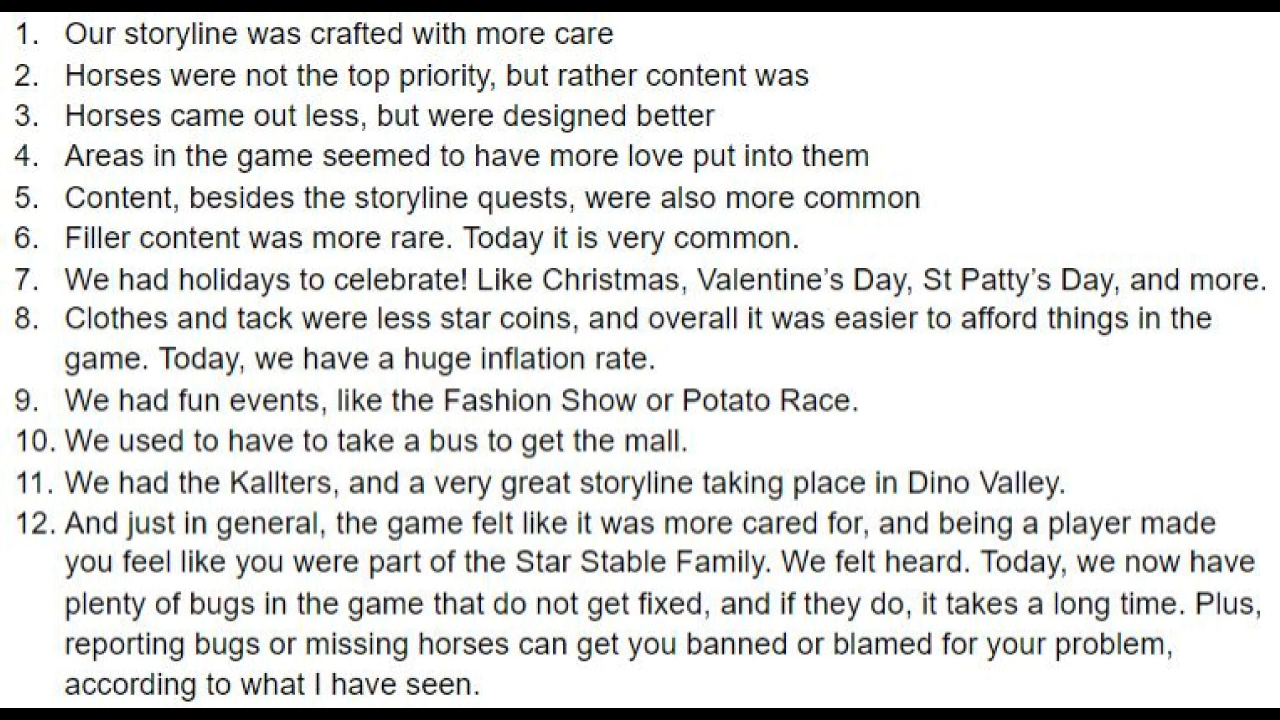 1. Our storyline was crafted with more care
2. Horses were not the top priority, but rather content was
3. Horses came out less, but were designed better
4. Areas in the game seemed to have more love put into them
5. Content, besides the storyline quests, were also more common
6. Filler content was more rare. Today it is very common.
7. We had holidays to celebrate! Like Christmas, Valentine’s Day, St Patty’s Day, and more.
8. Clothes and tack were less star coins, and overall it was easier to afford things in the
game. Today, we have a huge inflation rate.
9. We had fun events, like the Fashion Show or Potato Race.
10. We used to have to take a bus to get the mall.
11. We had the Kallters, and a very great storyline taking place in Dino Valley.
12. And just in general, the game felt like it was more cared for, and being a player made
you feel like you were part of the Star Stable Family. We felt heard. Today, we now have
plenty of bugs in the game that do not get fixed, and if they do, it takes a long time. Plus,
reporting bugs or missing horses can get you banned or blamed for your problem,
according to what I have seen.